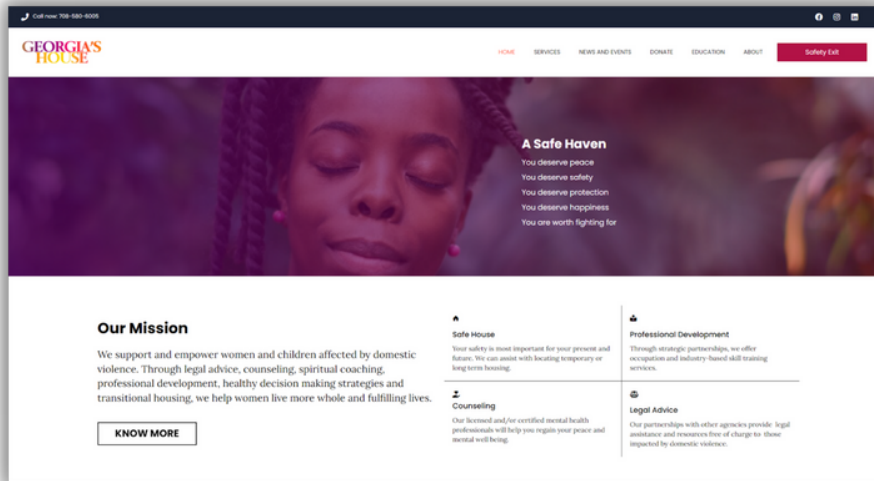 Call now: 708-580-8005
GEORGIA'S
HOUSE
HOME SERVICES NEWS AND EVENTS DONATE EDUCATION ABOUT Safety Exit
A Safe Haven
You deserve peace
You deserve safety
You deserve protection
You deserve happiness
You are worth fighting for
Our Mission
We support and empower women and children affected by domestic
violence. Through legal advice, counseling, spiritual coaching,
professional development, healthy decision making strategies and
transitional housing, we help women live more whole and fulfilling lives.
KNOW MORE
Safe House
Your safety is most important for your present and
future. We can assist with locating temporary or
long term housing.
Professional Development
Through strategic partnerships, we offer
occupation and industry-based skill training
services.
Counseling
Our licensed and/or certified mental health
professionals will help you regain your peace and
mental well being.
Legal Advice
Our partnerships with other agencies provide legal
assistance and resources free of charge to those
impacted by domestic violence.